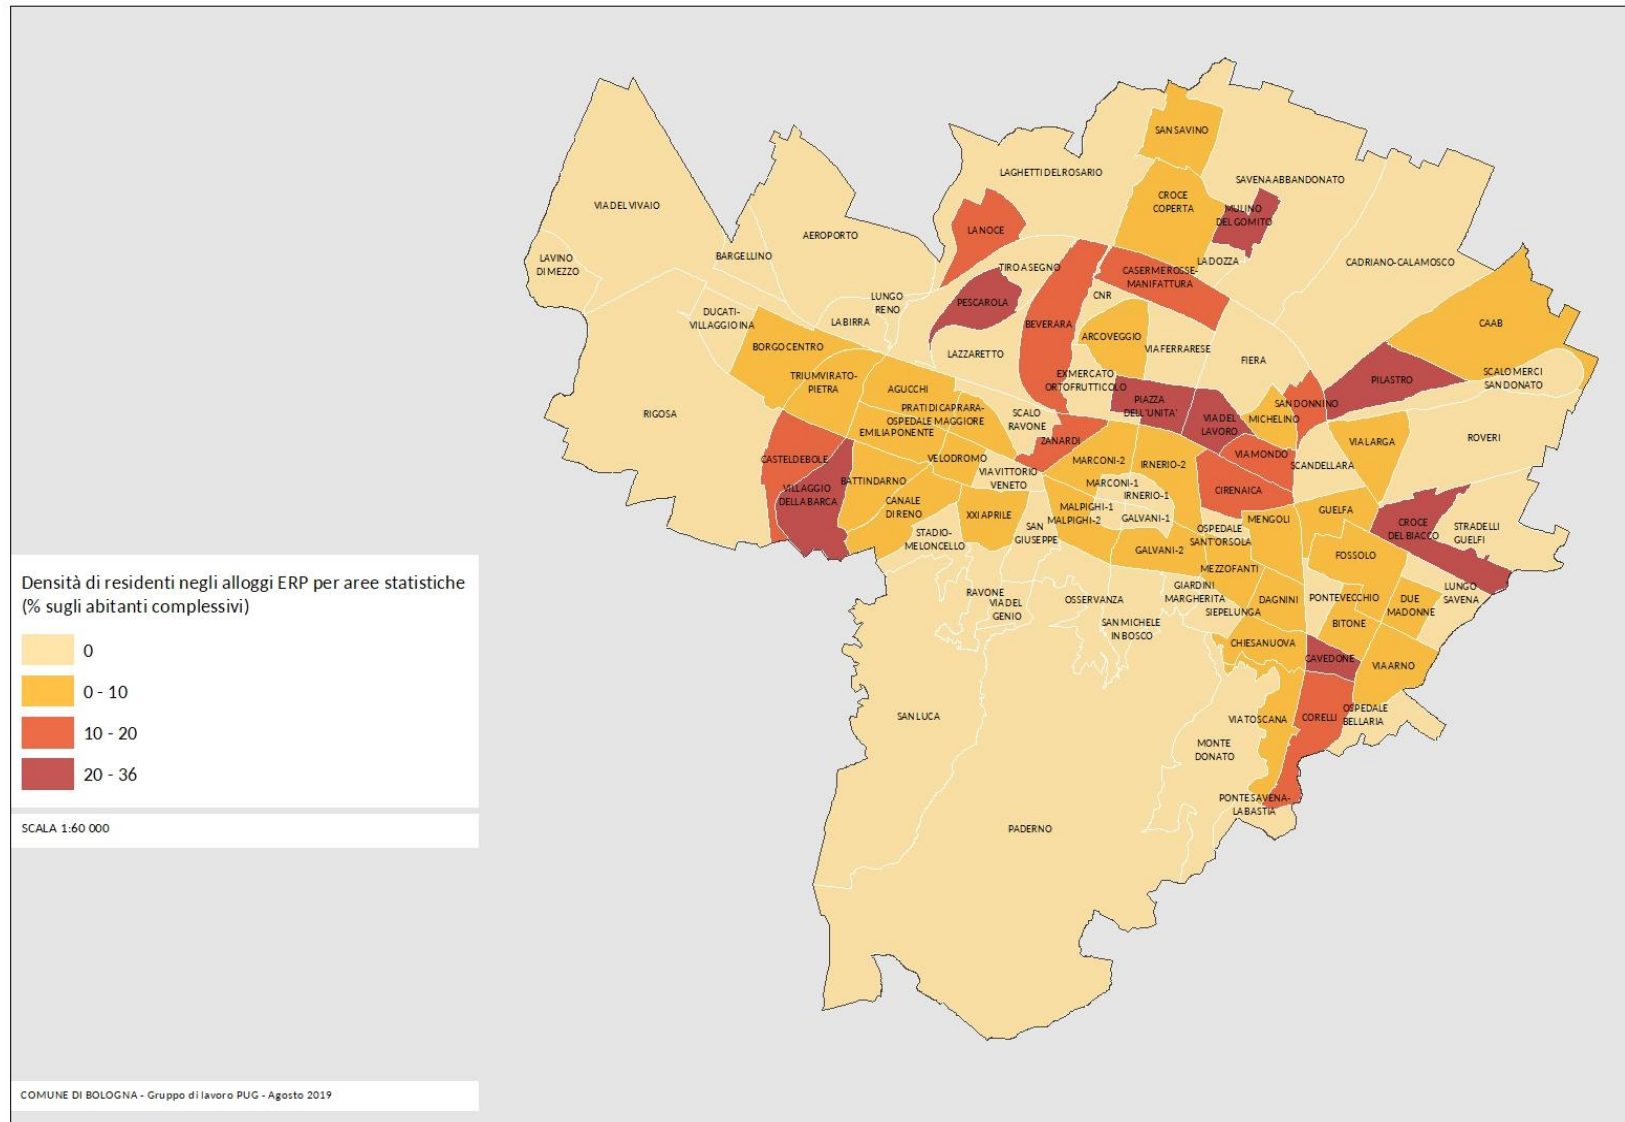 SAN SAVINO
LAGHETTI DEL ROSARIO
SAVENA ABBANDONATO
CROCE
COPERTA
VIA DEL VIVAIO
MULINO
DEL GOMITO
LA NOCE
AEROPORTO
BARGELLINO
LAVINO
DI MEZZO
LA DOZZA
CADRIANO-CALAMOSCO
TIRO A SEGNO
CASERME ROSSE-
MANIFATTURA
CNR
LUNGO
RENO
PESCAROLA
DUCATI-
VILLAGGIO INA
LA BIRRA
BEVERARA
CAAB
ARCOVEGGIO
BORGO CENTRO
LAZZARETTO
VIA FERRARESE
FIERA
TRIUMVIRATO-
PIETRA
AGUCCHI
EX MERCATO
ORTOFRUTTICOLO
PILASTRO
SCALO MERCI
SAN DONATO
RIGOSA
PRATI DI CAPRARA-
OSPEDALE MAGGIORE
EMILIA PONENTE
SCALO
RAVONE
PIAZZA
DELL'UNITA'
VIA DEL
LAVORO
MICHELINO
SAN DONNINO
ZANARDI
VIA LARGA
ROVERI
CASTELDEBOLE
VELODROMO
VIA VITTORIO
VENETO
MARCONI-2
IRNERIO-2
VIA MONDO
SCANDELLARA
VILLAGGIO
DELLA BARCA
BATTINDARNO
CANALE
DI RENO
MARCONI-1
IRNERIO-1
CIRENAICA
XXI APRILE
MALPIGHI-1
MALPIGHI-2
GALVANI-1
MENGOLI
GUELFA
CROCE
DEL BIACCO
STRADELLI
GUELFI
STADIO-
MELONCELLO
SAN
GIUSEPPE
OSPEDALE
SANT'ORSOLA
GALVANI-2
FOSSOLO
MEZZOFANTI
RAVONE
VIA DEL
GENIO
OSSERVANZA
GIARDINI
MARGHERITA
SIEPELUNGA
DAGNINI
PONTEVECCHIO
DUE
MADONNE
LUNGO
SAVENA
SAN MICHELE
IN BOSCO
BITONE
CHIESANUOVA
CAVEDONE
VIA ARNO
SAN LUCA
VIA TOSCANA
CORELLI
OSPEDALE
BELLARIA
MONTE
DONATO
PONTE SAVENA-
LA BASTIA
PADERNO
Densità di residenti negli alloggi ERP per aree statistiche
(% sugli abitanti complessivi)
0
0 - 10
10 - 20
20 - 36
SCALA 1:60 000
COMUNE DI BOLOGNA - Gruppo di lavoro PUG - Agosto 2019